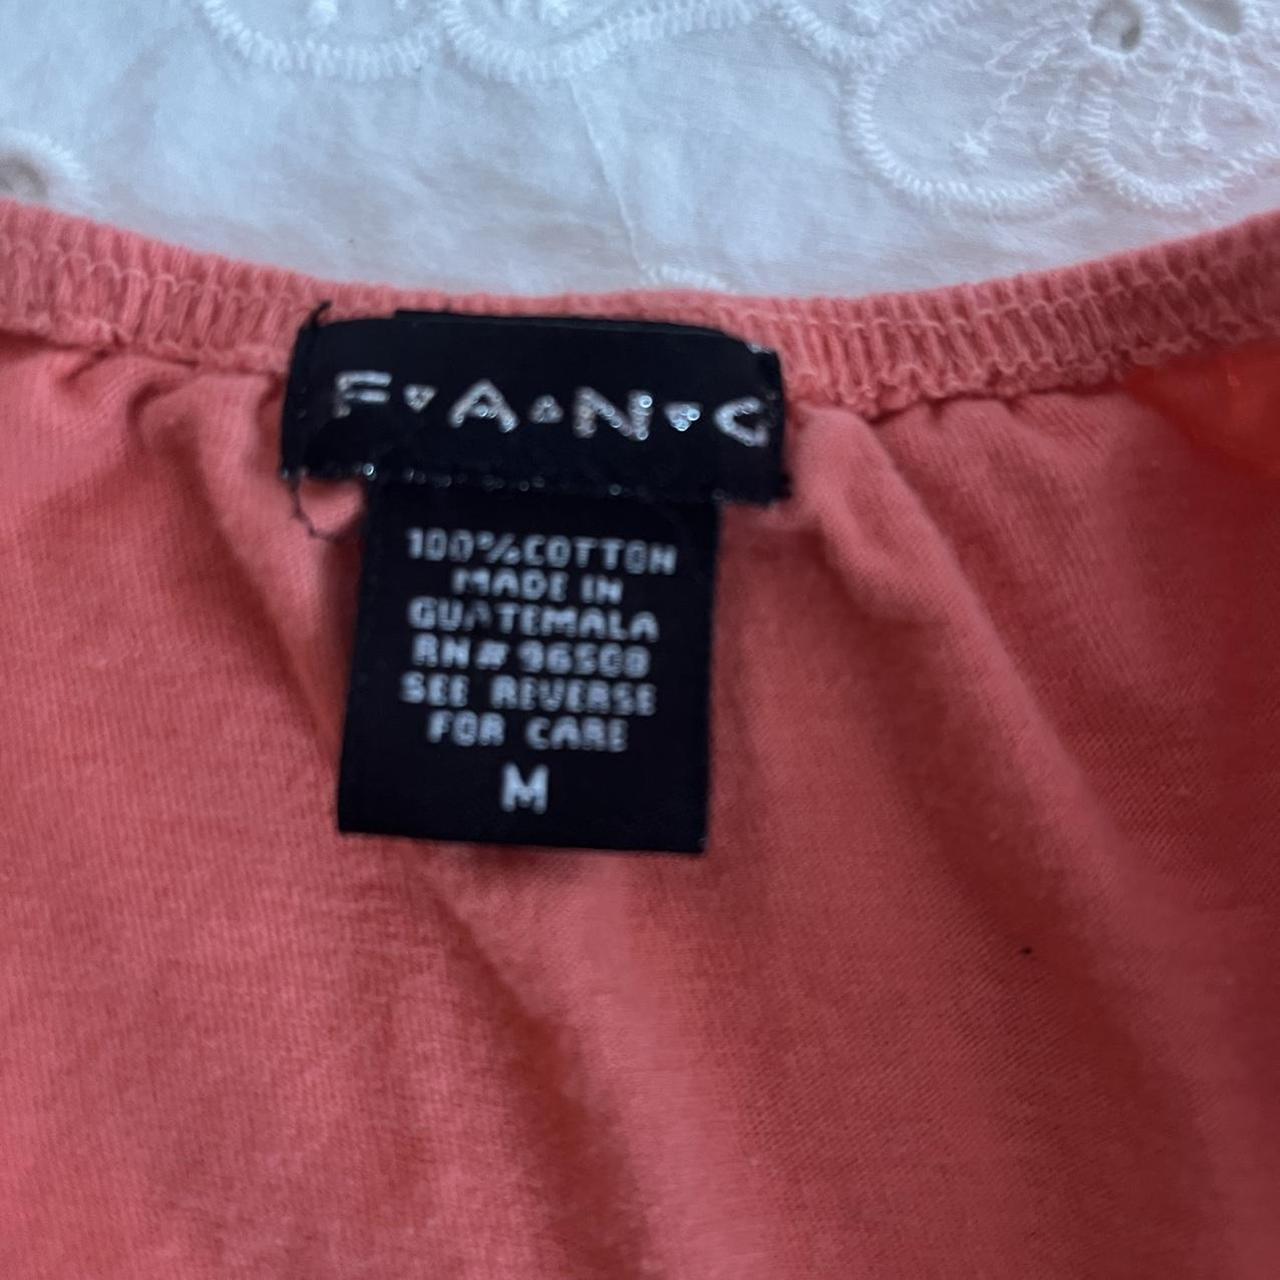 F▼A▲N▼G
100%COTTON
MADE IN
GUATEMALA
RN# 96500
SEE REVERSE
FOR CARE
M